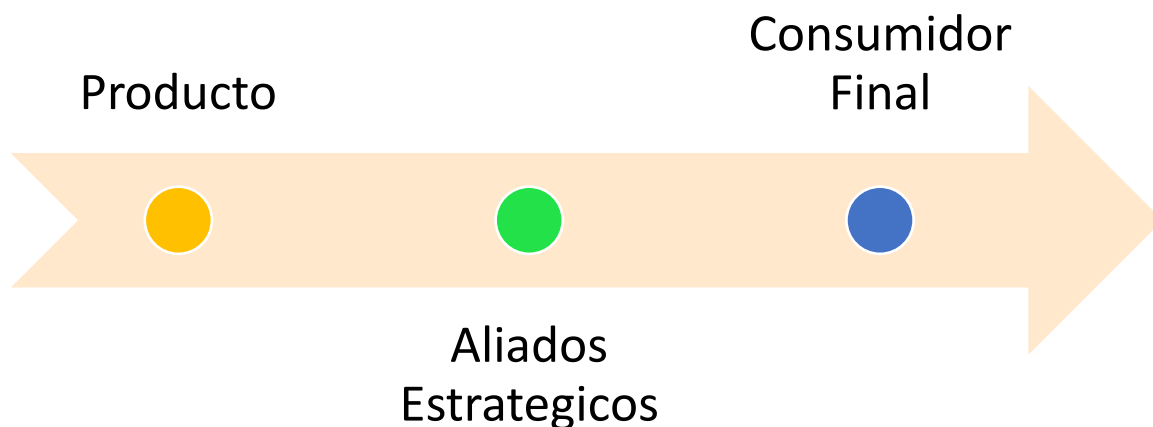 Producto
Consumidor
Final
Aliados
Estrategicos